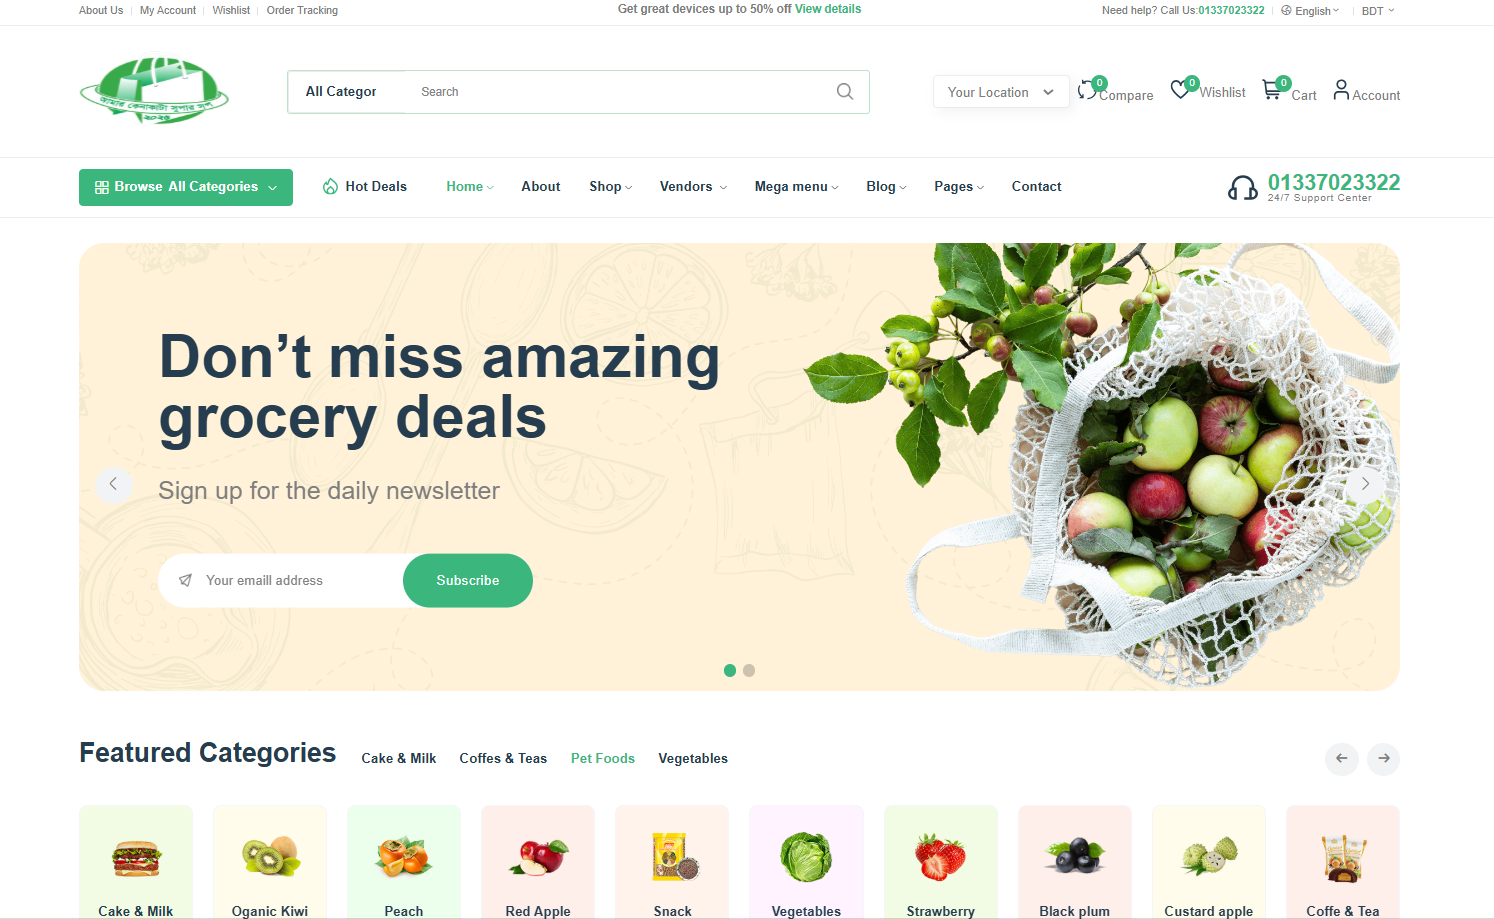 About Us
My Account
Wishlist
Order Tracking
Get great devices up to 50% off View details
Need help? Call Us:01337023322
English
BDT
আমার কেনাকাটা সুপার সপ
২০২৫
All Categor
Search
Your Location
0
Compare
0
Wishlist
0
Cart
Account
Browse All Categories
Hot Deals
Home
About
Shop
Vendors
Mega menu
Blog
Pages
Contact
01337023322
24/7 Support Center
Don’t miss amazing
grocery deals
Sign up for the daily newsletter
Your emaill address
Subscribe
Featured Categories
Cake & Milk
Coffes & Teas
Pet Foods
Vegetables
Cake & Milk
Oganic Kiwi
Peach
Red Apple
Snack
Vegetables
Strawberry
Black plum
Custard apple
Coffe & Tea